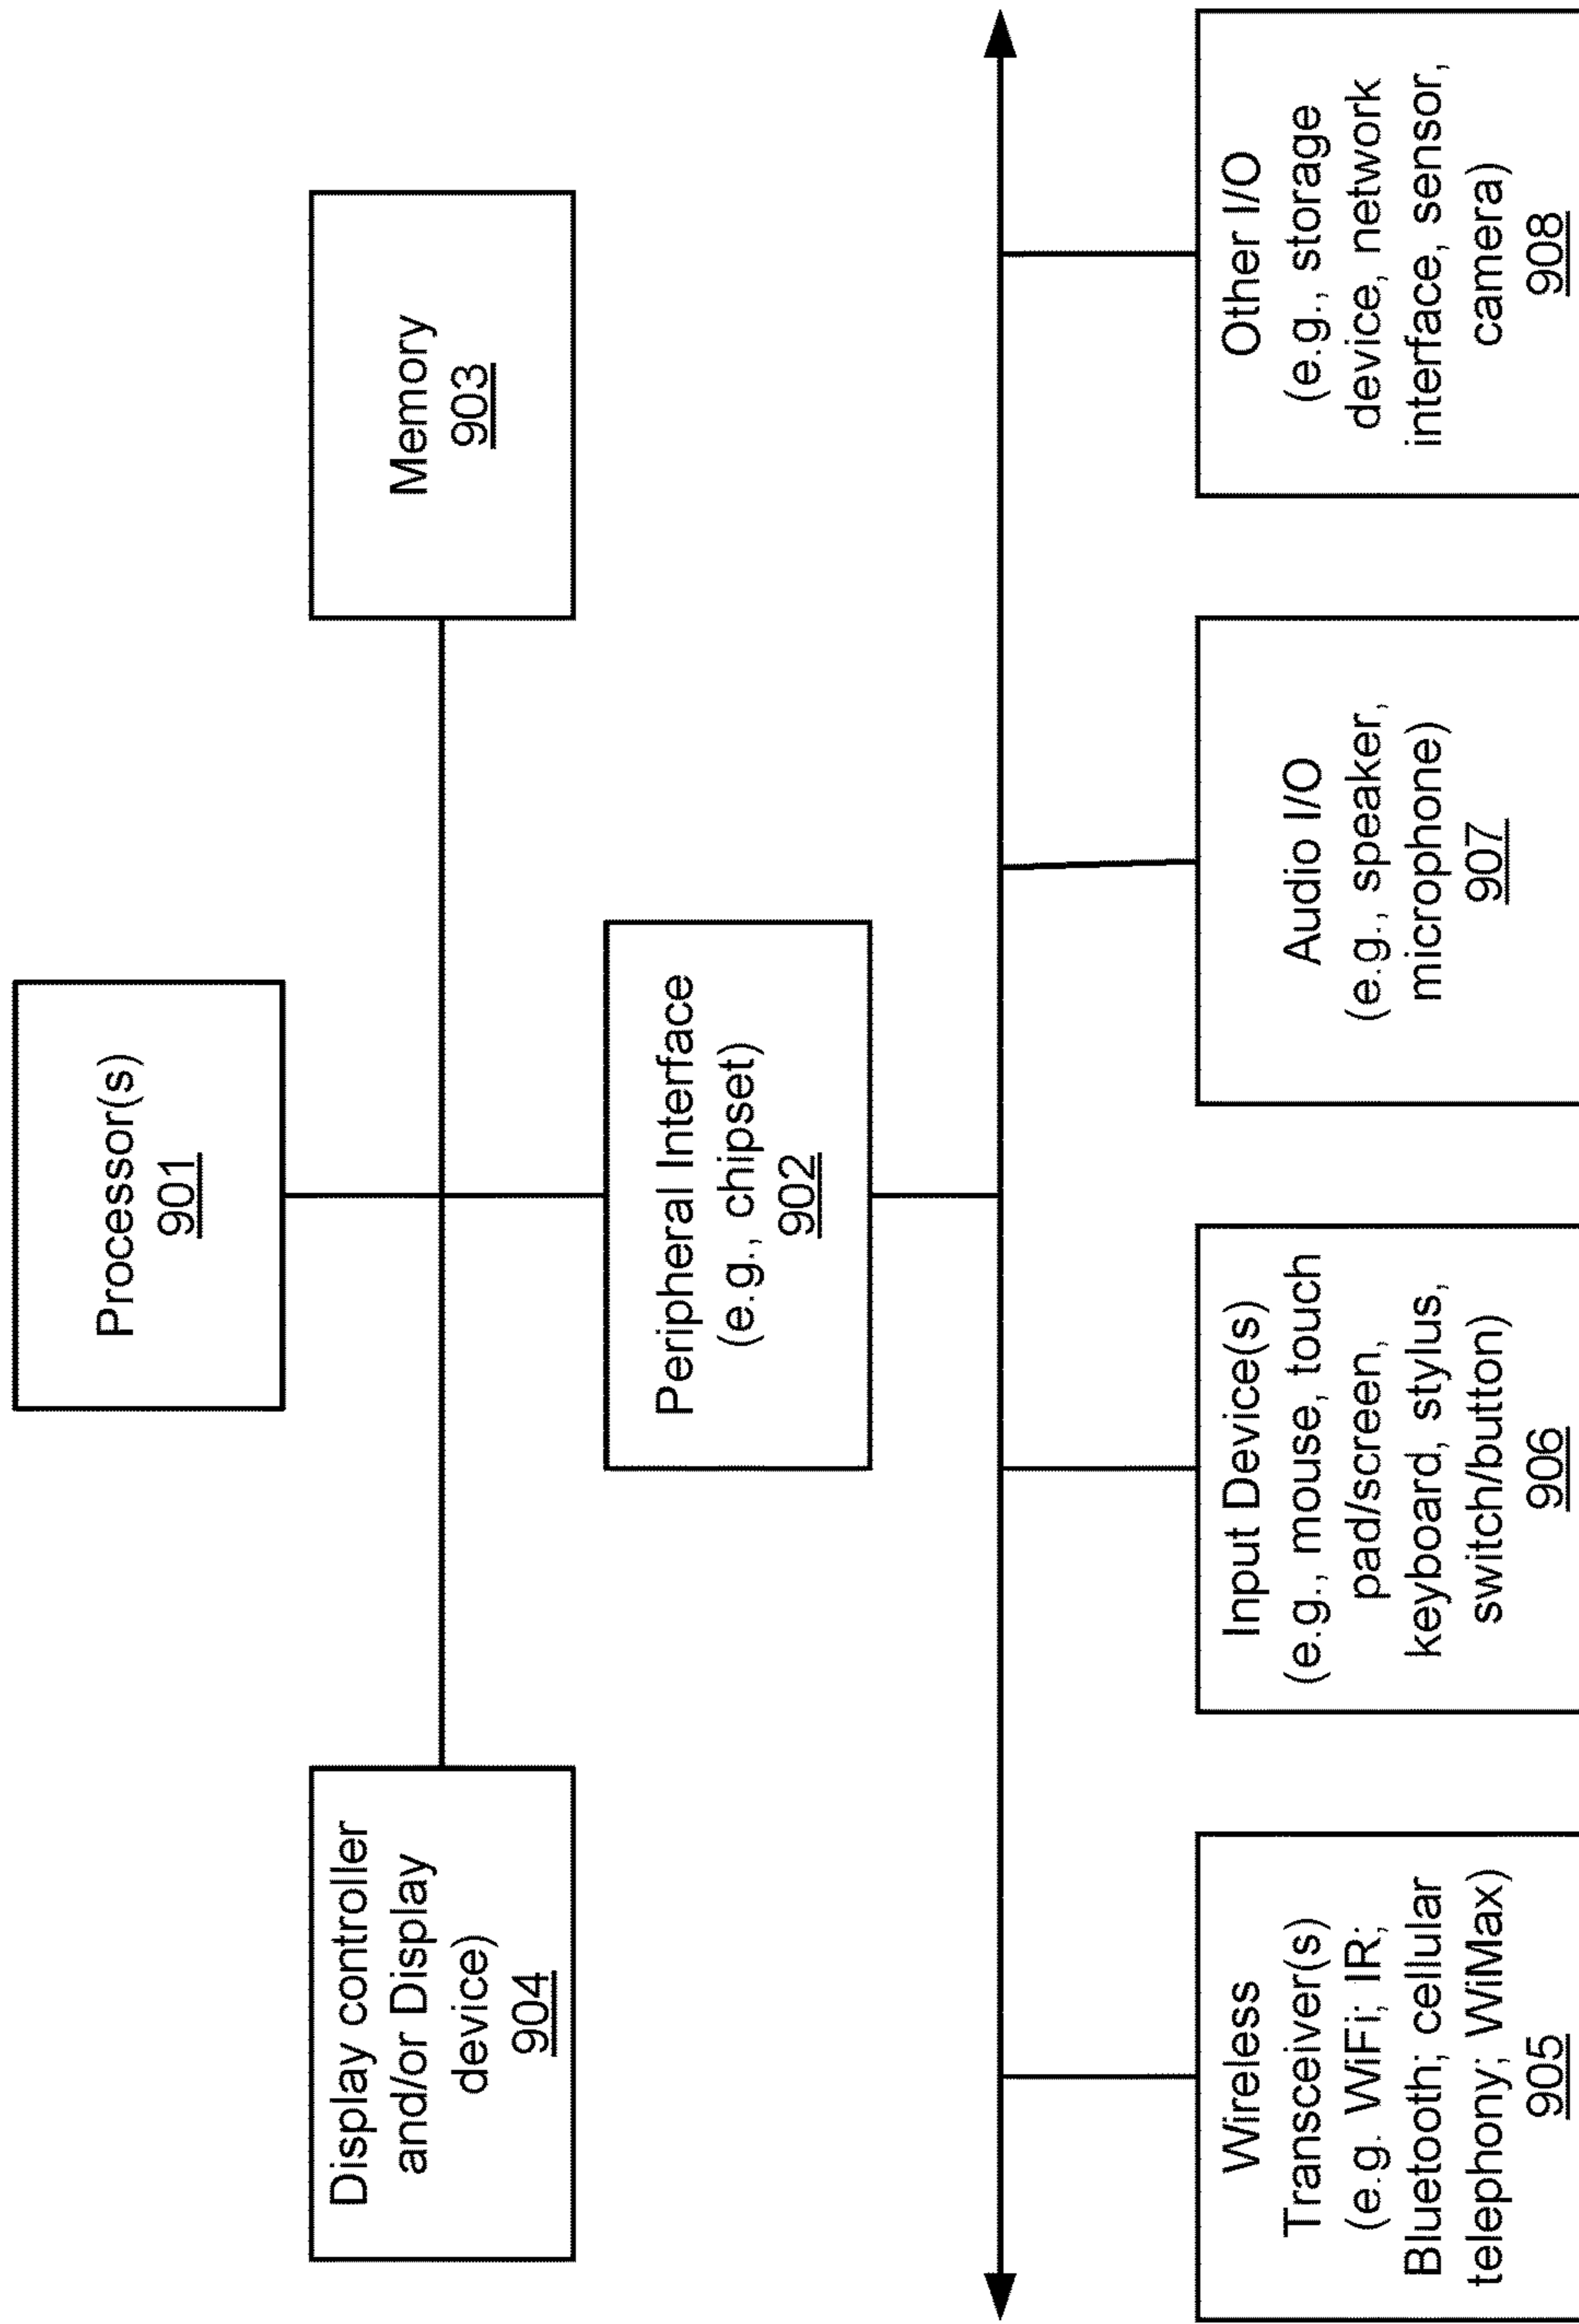 Processor(s)
901
Display controller
and/or Display
device)
904
Memory
903
Peripheral Interface
(e.g., chipset)
902
Wireless
Transceiver(s)
(e.g. WiFi; IR;
Bluetooth; cellular
telephony; WiMax)
905
Input Device(s)
(e.g., mouse, touch
pad/screen,
keyboard, stylus,
switch/button)
906
Audio I/O
(e.g., speaker,
microphone)
907
Other I/O
(e.g., storage
device, network
interface, sensor,
camera)
908